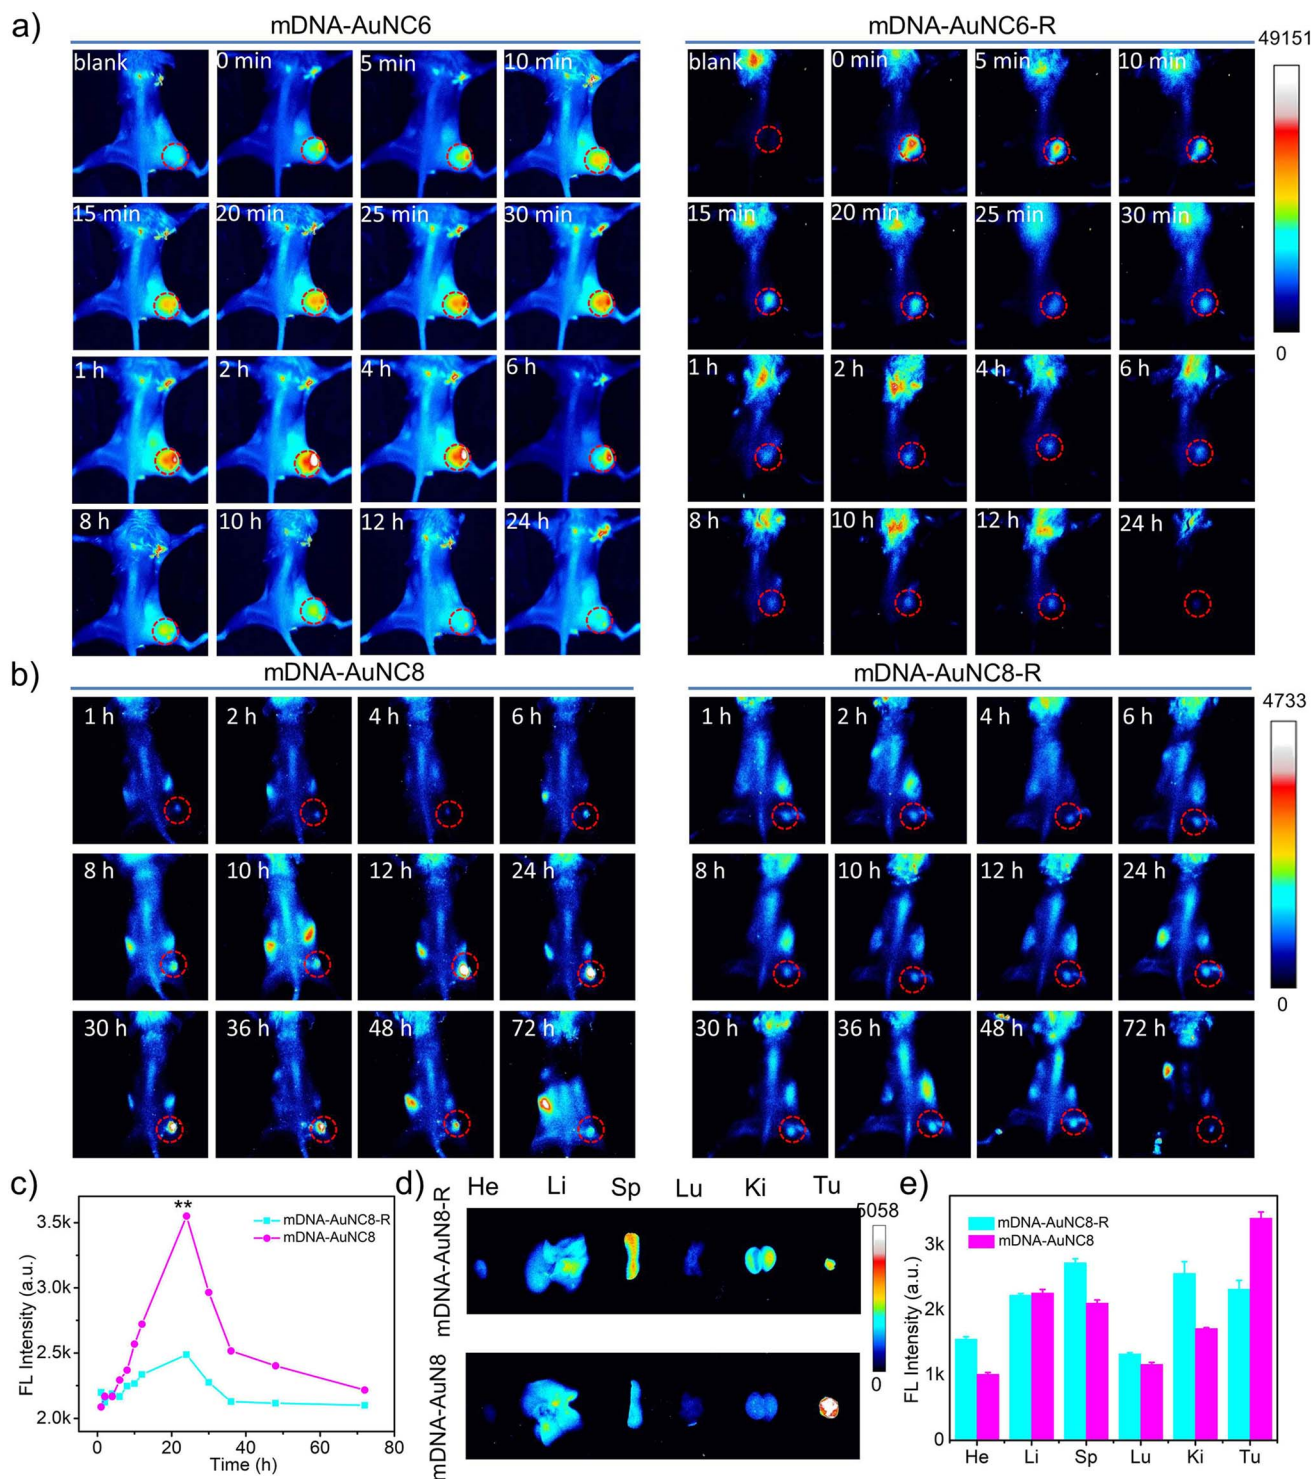 a)
mDNA-AuNC6
mDNA-AuNC6-R
49151
blank
0 min
5 min
10 min
blank
0 min
5 min
10 min
15 min
20 min
25 min
30 min
15 min
20 min
25 min
30 min
0
1 h
2 h
4 h
6 h
1 h
2 h
4 h
6 h
8 h
10 h
12 h
24 h
8 h
10 h
12 h
24 h
b)
mDNA-AuNC8
mDNA-AuNC8-R
4733
1 h
2 h
4 h
6 h
1 h
2 h
4 h
6 h
8 h
10 h
12 h
24 h
8 h
10 h
12 h
24 h
0
30 h
36 h
48 h
72 h
30 h
36 h
48 h
72 h
c)
**
mDNA-AuNC8-R
mDNA-AuNC8
3.5k
3.0k
2.5k
2.0k
FL Intensity (a.u.)
0
20
40
60
80
Time (h)
d)
He
Li
Sp
Lu
Ki
Tu
mDNA-AuN8-R
mDNA-AuN8
5058
0
e)
mDNA-AuNC8-R
mDNA-AuNC8
3k
2k
1k
0
FL Intensity (a.u.)
He
Li
Sp
Lu
Ki
Tu